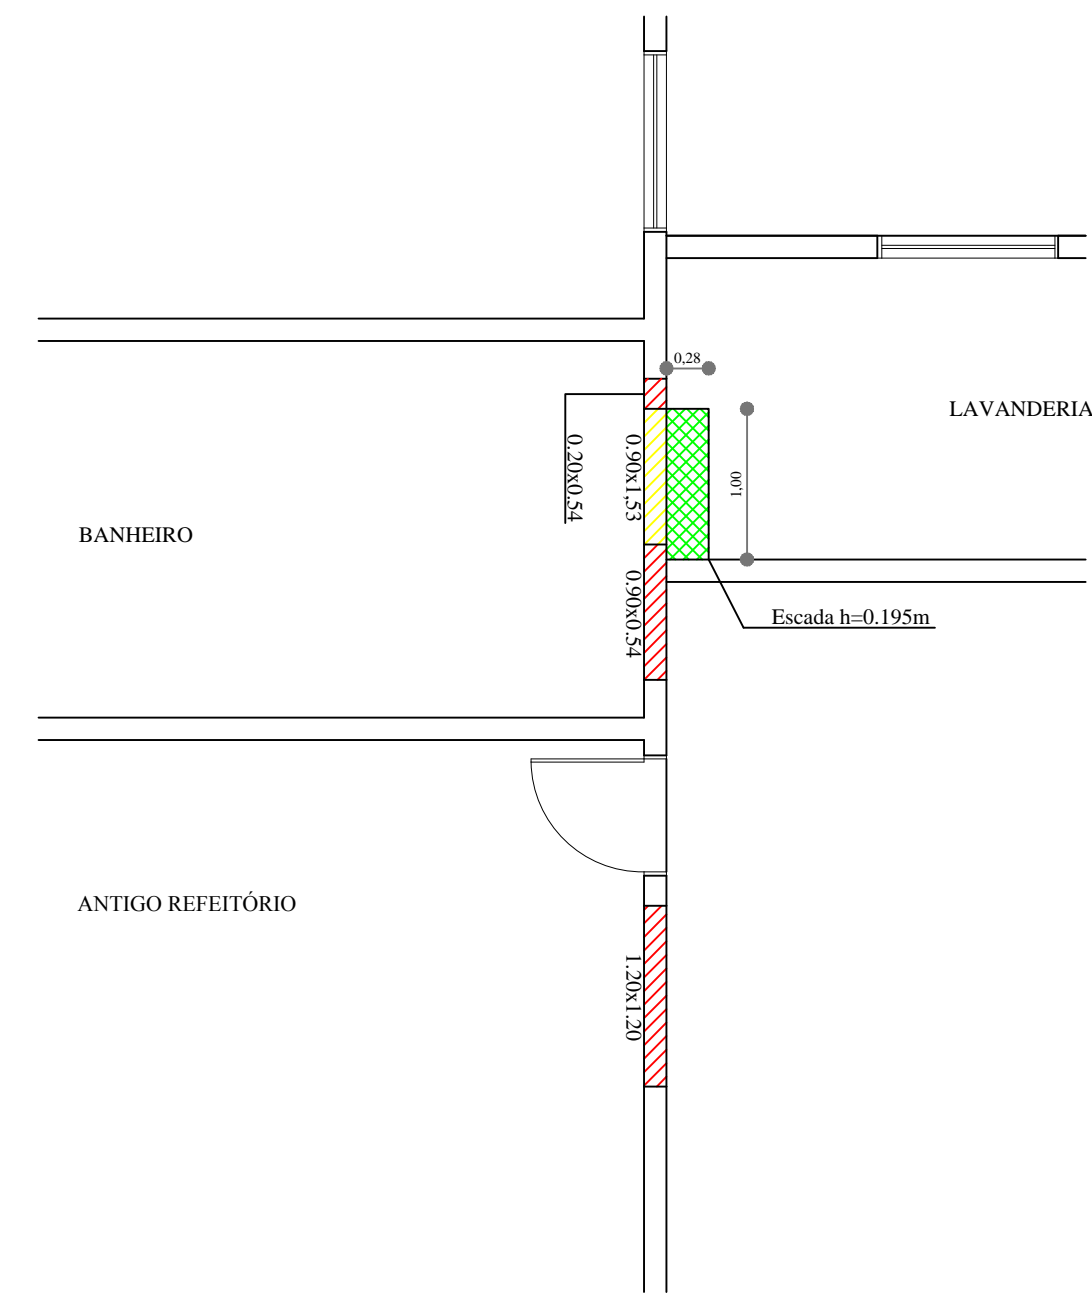 0,28
LAVANDERIA
0.20x0.54
0.90x1,53
1,00
BANHEIRO
0.90x0.54
Escada h=0.195m
ANTIGO REFEITÓRIO
1.20x1.20